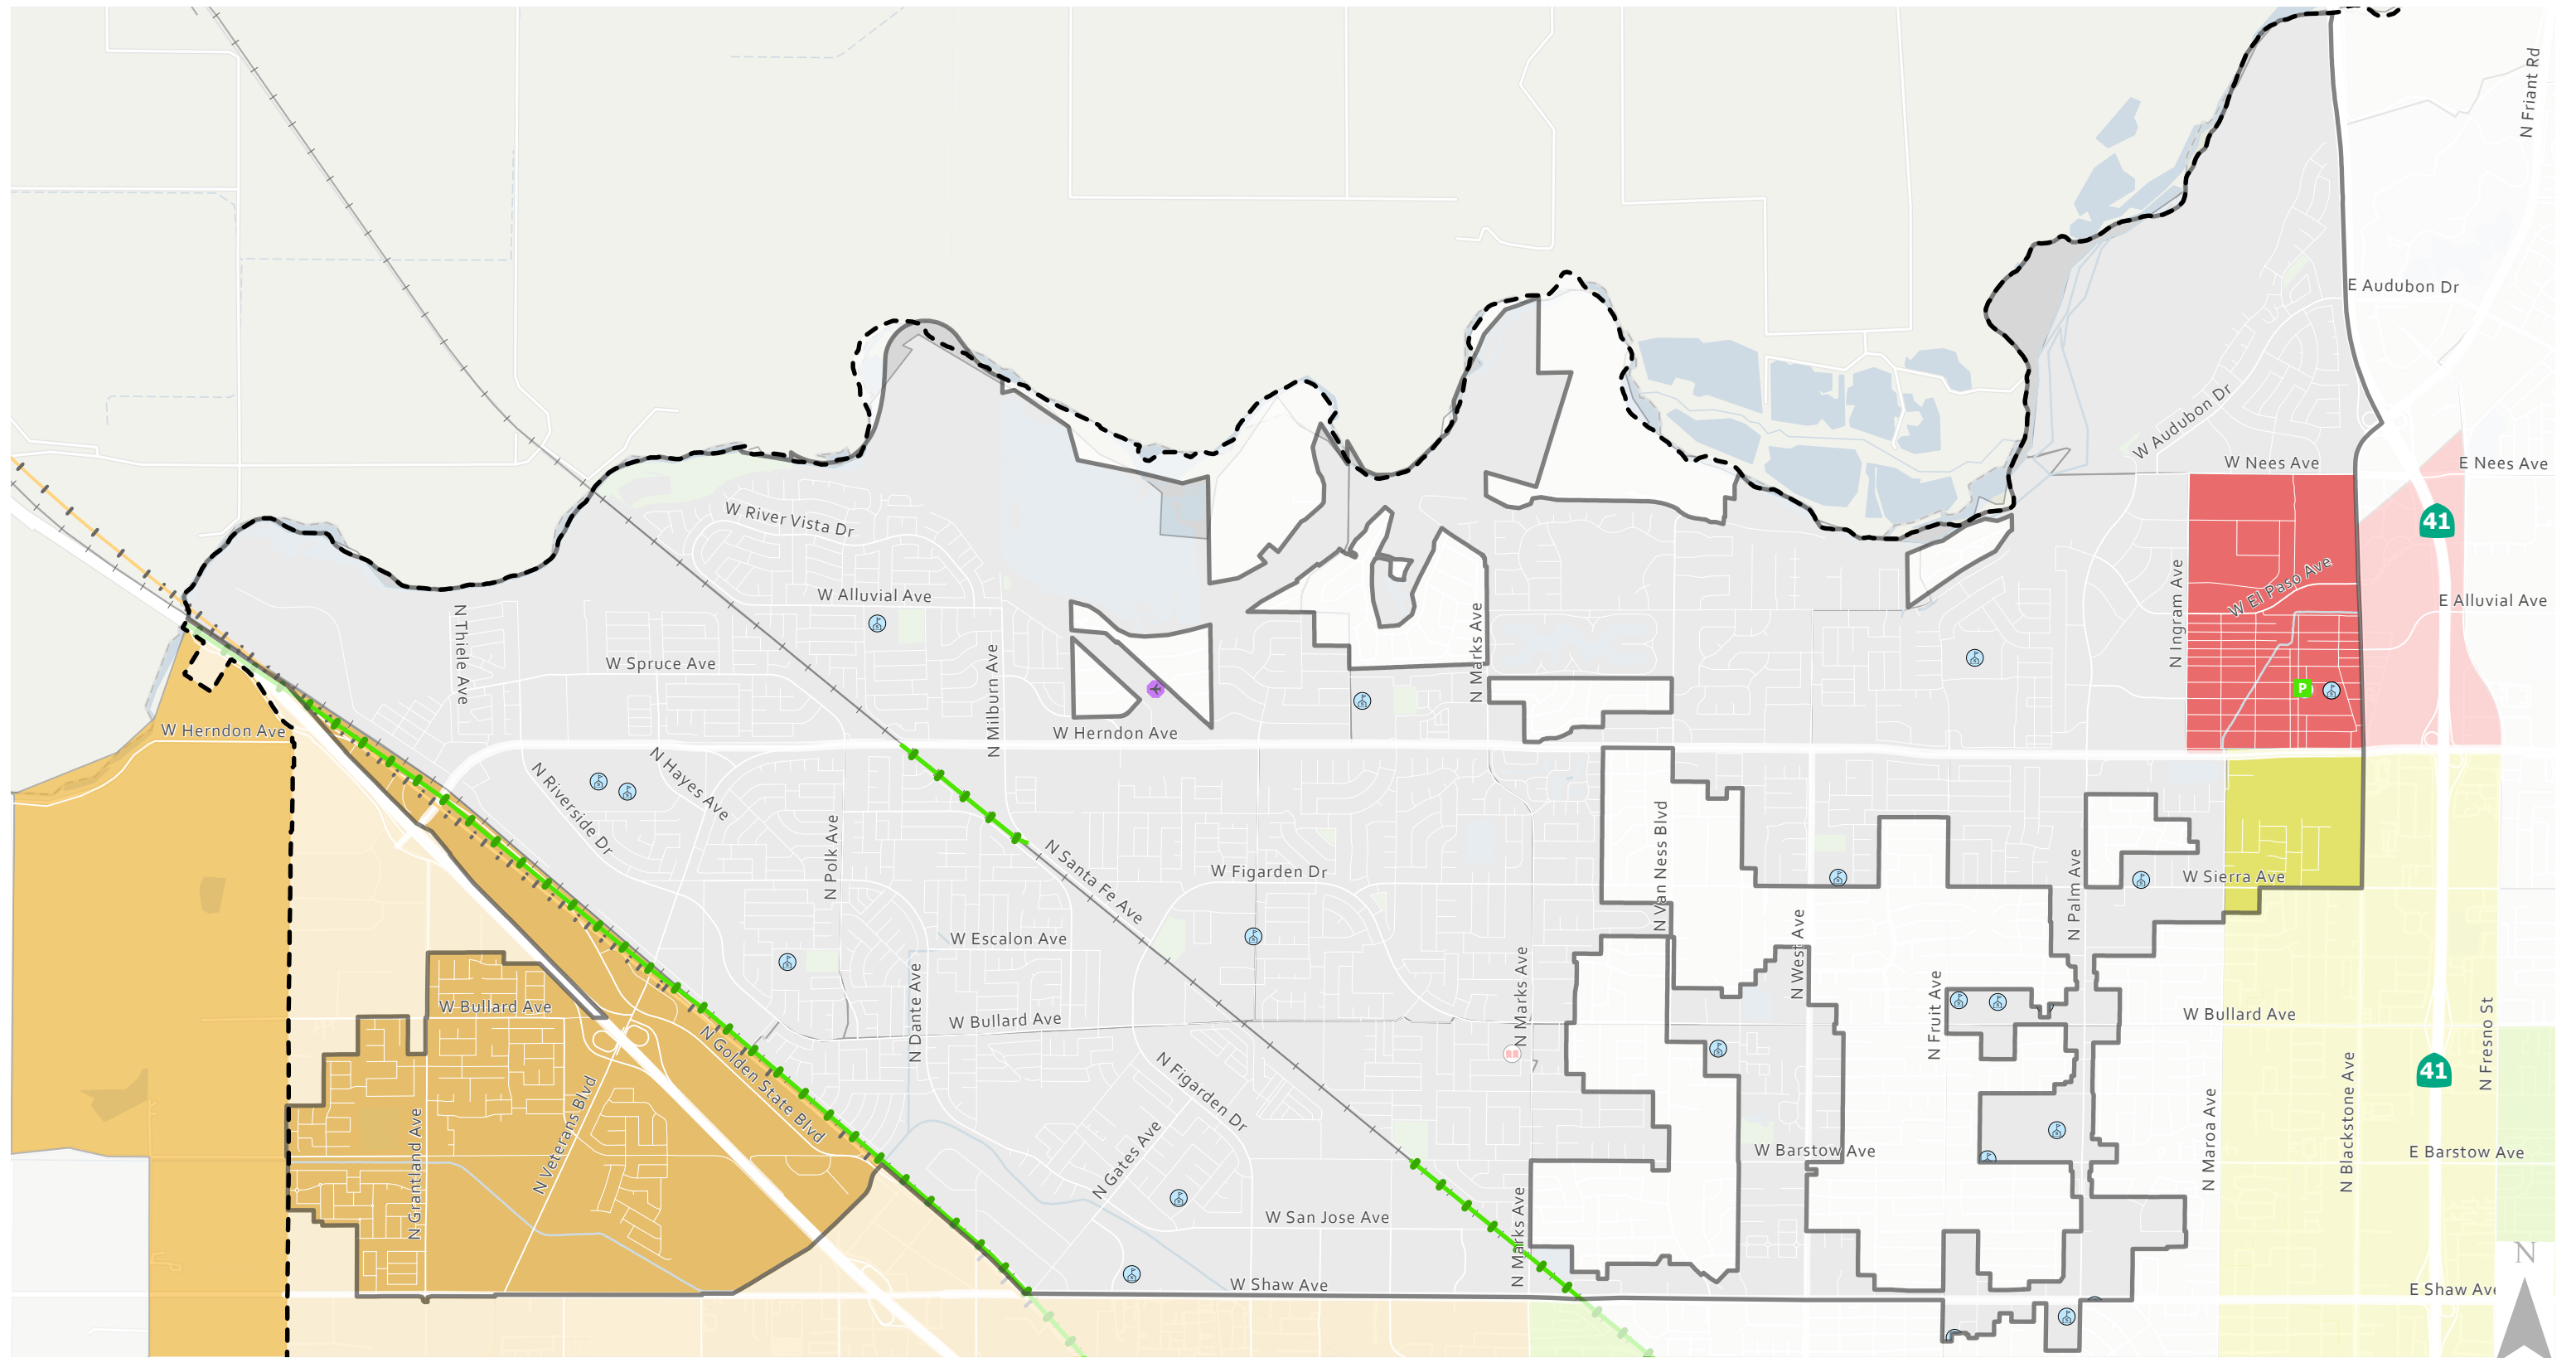 N Friant Rd
E Audubon Dr
W Audubon Dr
W Nees Ave
E Nees Ave
41
W River Vista Dr
W El Paso Ave
W Alluvial Ave
E Alluvial Ave
N Thiele Ave
N Ingram Ave
N Marks Ave
W Spruce Ave
N Milburn Ave
P
W Herndon Ave
W Herndon Ave
N Hayes Ave
N Riverside Dr
N Polk Ave
N Santa Fe Ave
W Figarden Dr
N Van Ness Blvd
N Palm Ave
W Sierra Ave
W Escalon Ave
N West Ave
N Marks Ave
N Dante Ave
N Fruit Ave
W Bullard Ave
W Bullard Ave
W Bullard Ave
N Fresno St
41
N Golden State Blvd
N Figarden Dr
N Veterans Blvd
N Grantland Ave
N Gates Ave
N Maroa Ave
N Blackstone Ave
W Barstow Ave
E Barstow Ave
W San Jose Ave
N Marks Ave
W Shaw Ave
E Shaw Ave
N